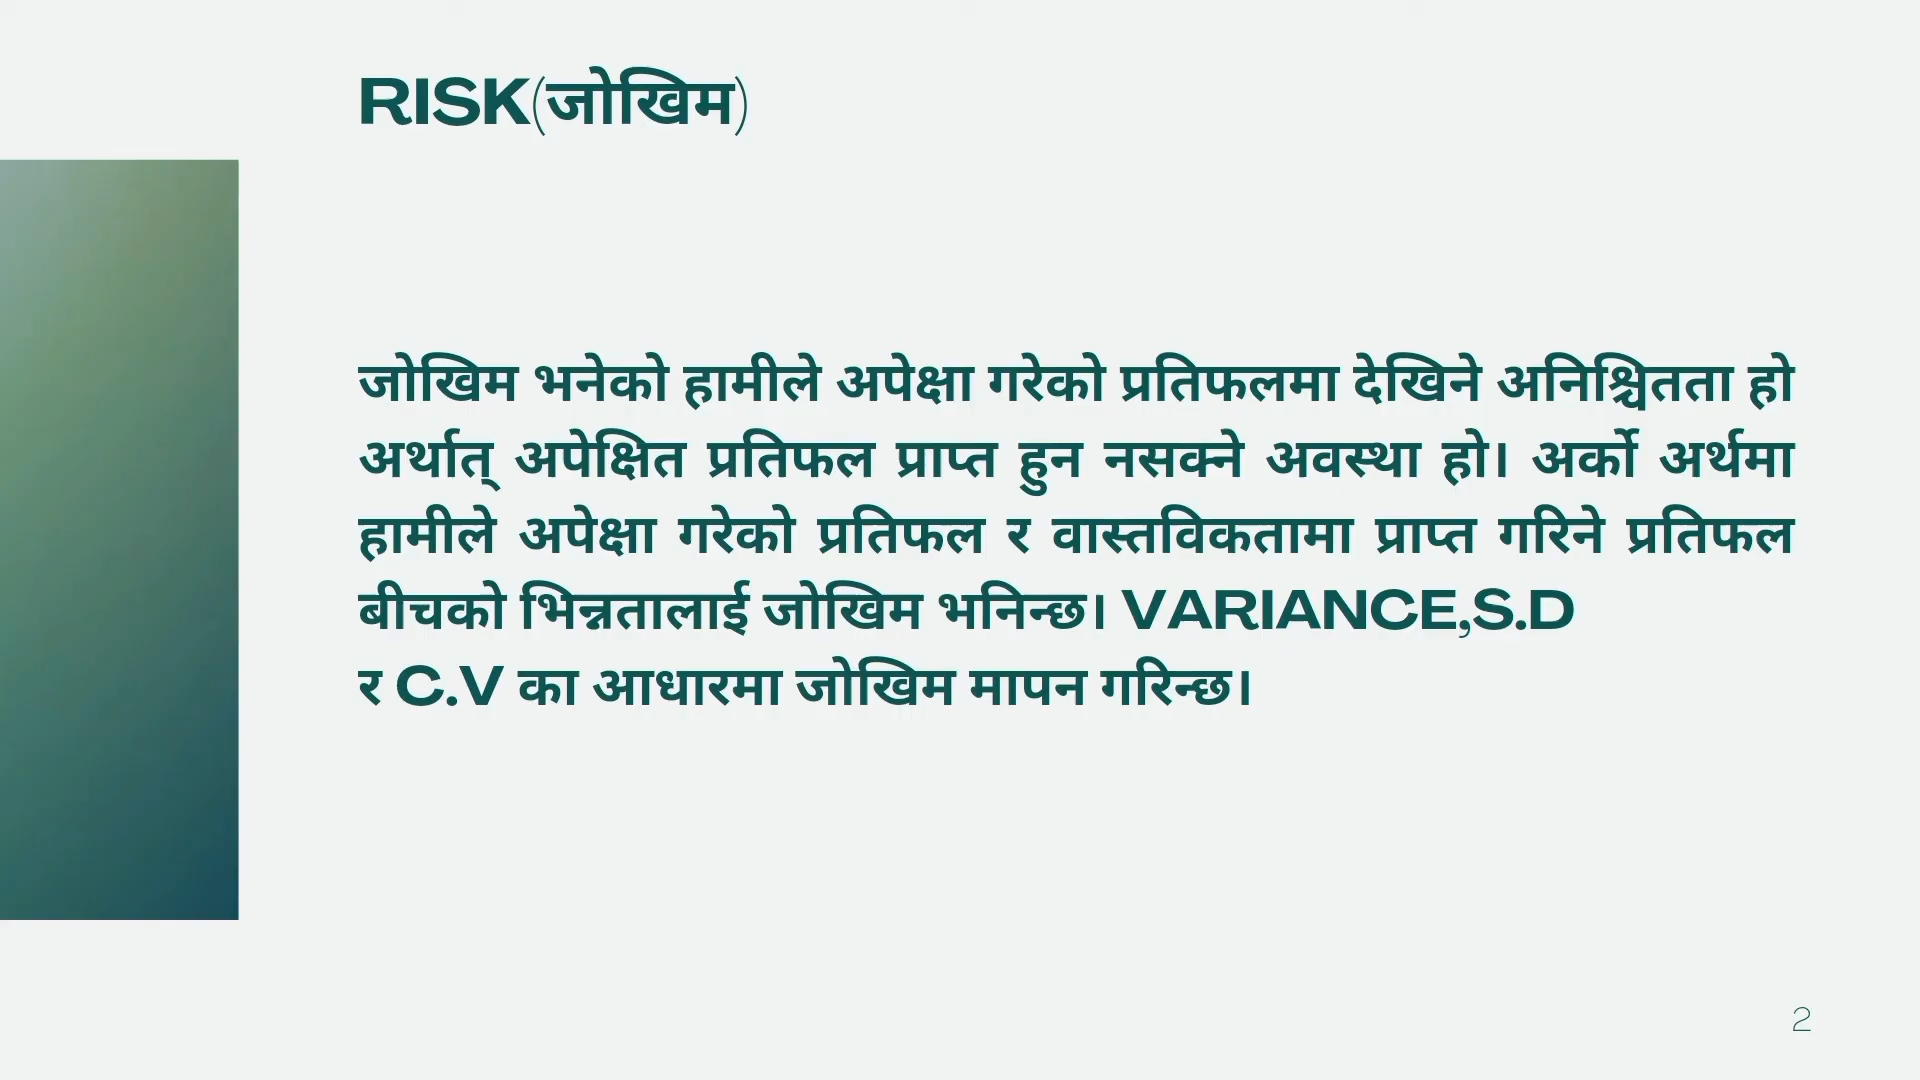 RISK(जोखिम)
जोखिम भनेको हामीले अपेक्षा गरेको प्रतिफलमा देखिने अनिश्चितता हो
अर्थात् अपेक्षित प्रतिफल प्राप्त हुन नसक्ने अवस्था हो। अर्को अर्थमा
हामीले अपेक्षा गरेको प्रतिफल र वास्तविकतामा प्राप्त गरिने प्रतिफल
बीचको भिन्नतालाई जोखिम भनिन्छ। VARIANCE,S.D
र C.V का आधारमा जोखिम मापन गरिन्छ।
2